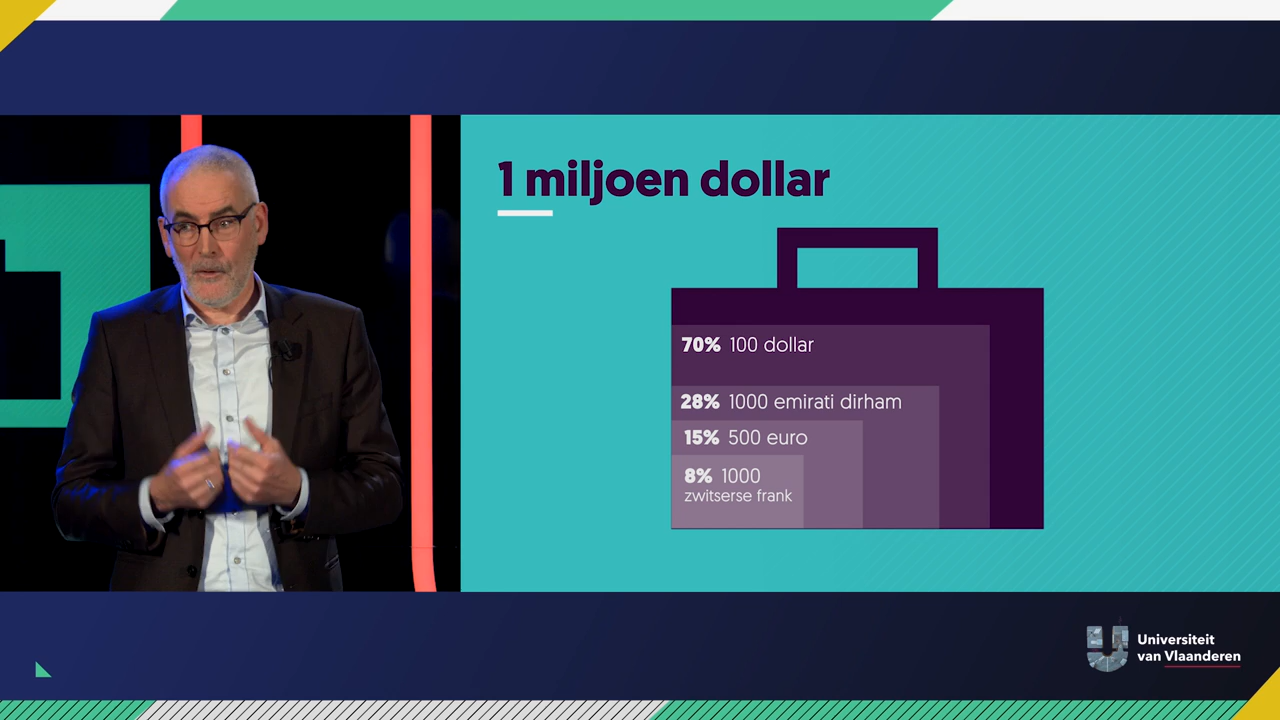 1 miljoen dollar
70% 100 dollar
28% 1000 emirati dirham
15% 500 euro
8% 1000
zwitserse frank
Universiteit
van Vlaanderen